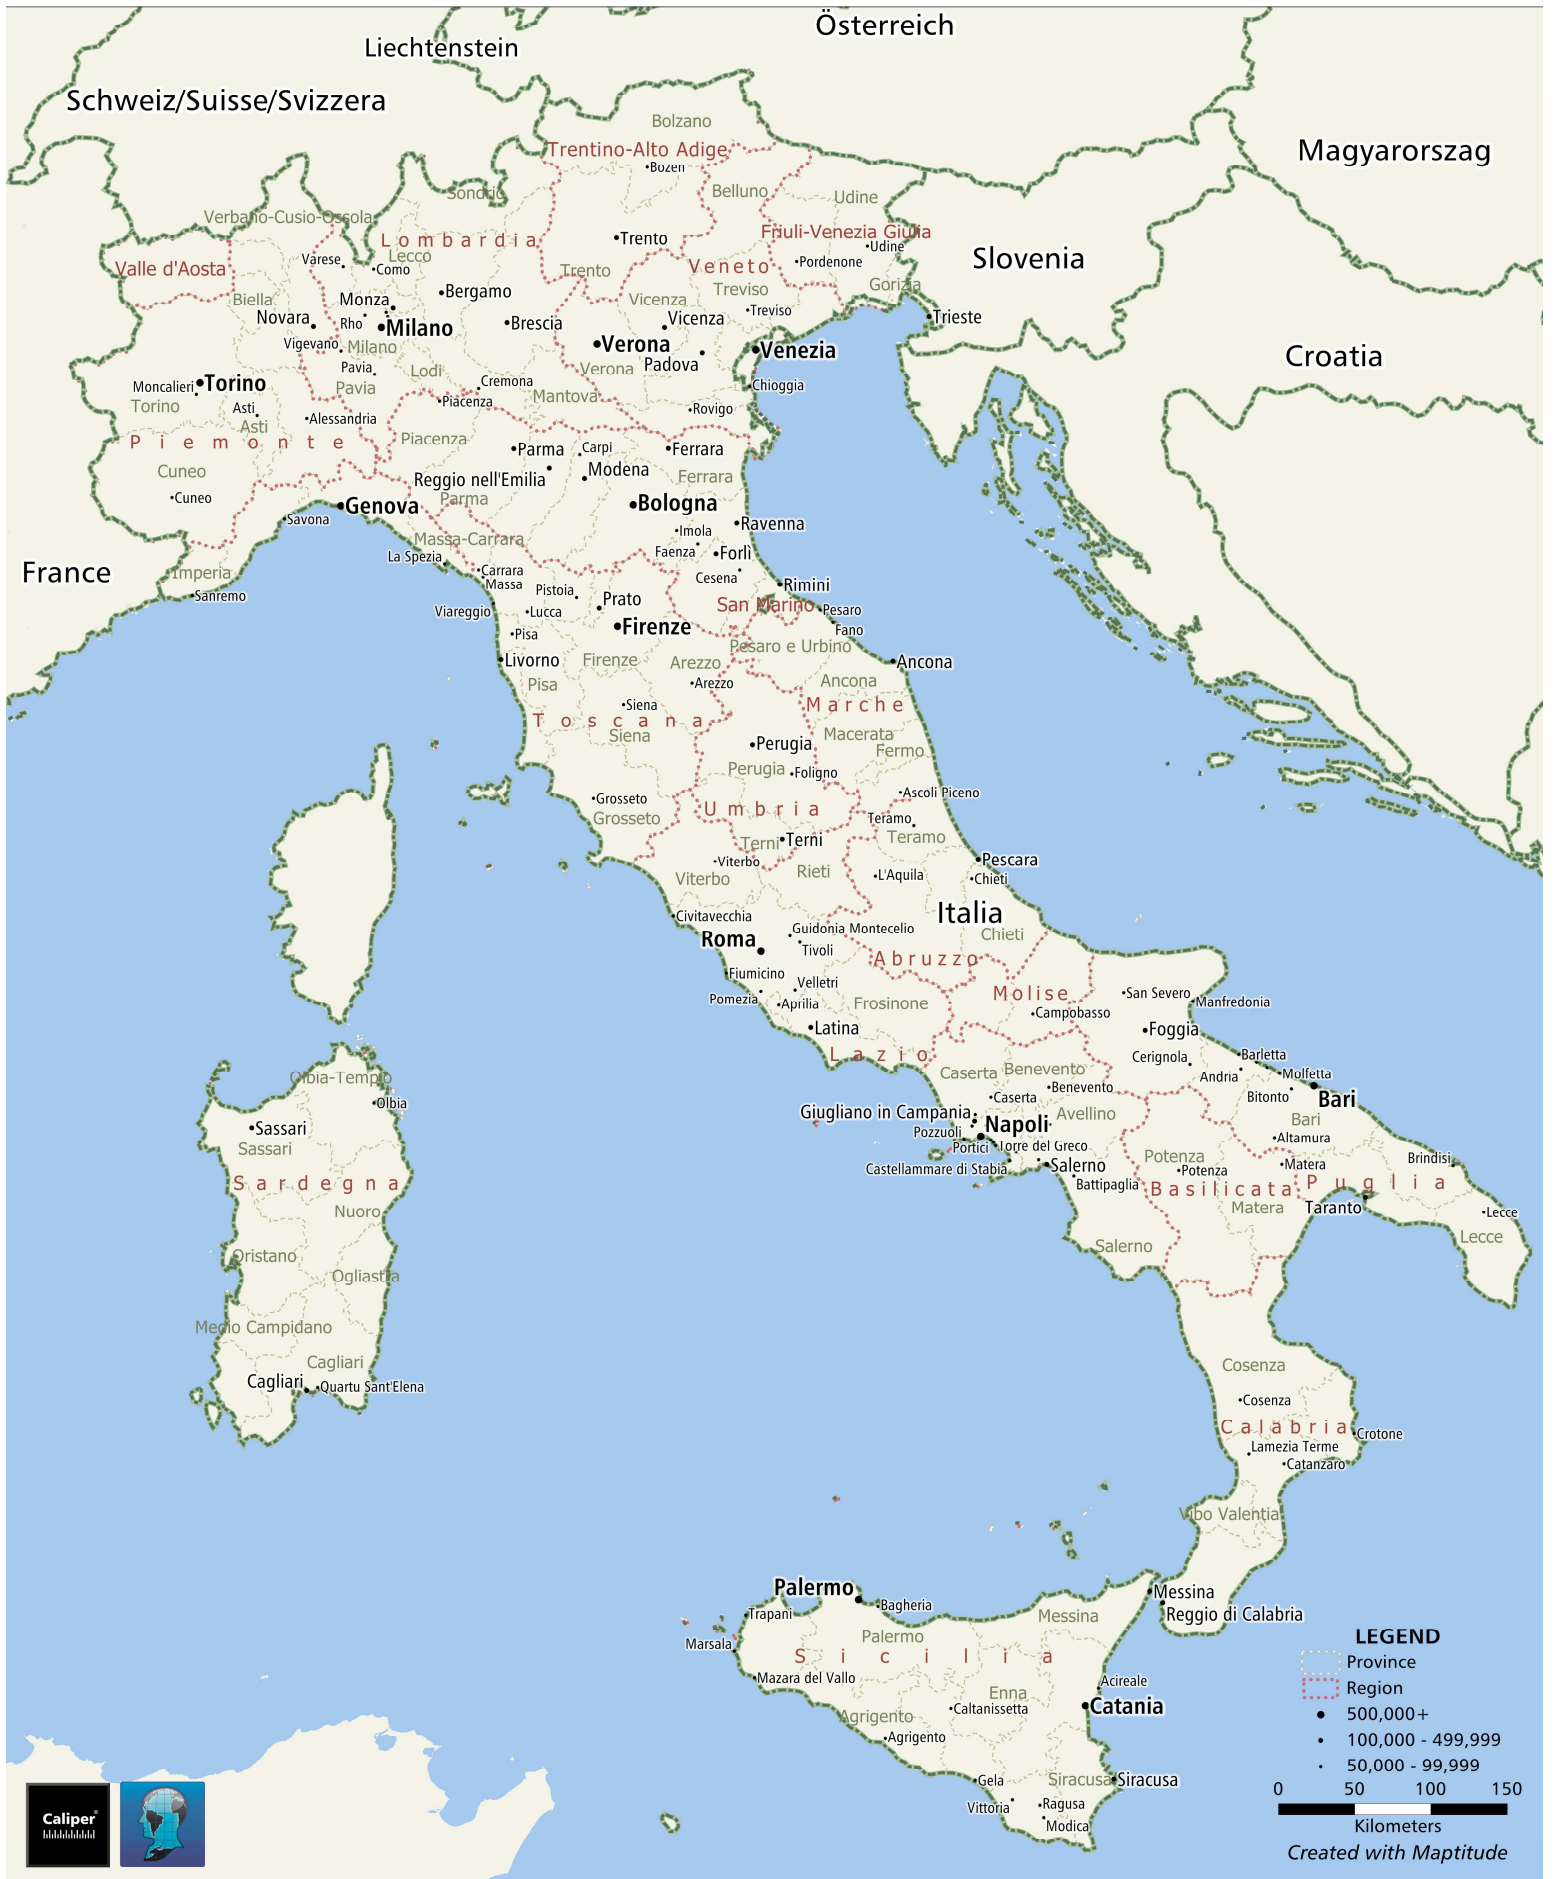 Österreich
Liechtenstein
Schweiz/Suisse/Svizzera
Bolzano
Trentino-Alto Adige
Magyarorszag
Bozen
Sondrio
Belluno
Udine
Verbano-Cusio-Ossola
Lombardia
Trento
Friuli-Venezia Giulia
Udine
Lecco
Varese
Como
Valle d'Aosta
Trento
Veneto
Pordenone
Slovenia
Gorizia
Biella
Monza
Bergamo
Vicenza
Treviso
Novara
Rho
Milano
Brescia
Vicenza
Treviso
Trieste
Vigevano
Milano
Verona
Padova
Venezia
Croatia
Pavia
Lodi
Verona
Moncalieri
Torino
Pavia
Cremona
Mantova
Chioggia
Torino
Asti
Asti
Alessandria
Piacenza
Rovigo
Piemonte
Piacenza
Parma
Carpi
Ferrara
Cuneo
Reggio nell'Emilia
Modena
Ferrara
Cuneo
Parma
Genova
Bologna
Savona
Ravenna
Massa-Carrara
Imola
La Spezia
Faenza
Forlì
France
Imperia
Carrara
Massa
Cesena
Rimini
Sanremo
Pistoia
Prato
San Marino
Pesaro
Viareggio
Lucca
Firenze
Fano
Pisa
Pesaro e Urbino
Livorno
Firenze
Arezzo
Ancona
Pisa
Arezzo
Ancona
Siena
Marche
Toscana
Siena
Macerata
Perugia
Fermo
Perugia
Foligno
Grosseto
Ascoli Piceno
Grosseto
Umbria
Teramo
Terni
Terni
Teramo
Viterbo
Pescara
Viterbo
Rieti
L'Aquila
Chieti
Civitavecchia
Italia
Roma
Guidonia Montecelio
Chieti
Tivoli
Abruzzo
Fiumicino
Velletri
Molise
San Severo
Pomezia
Aprilia
Frosinone
Manfredonia
Campobasso
Latina
Foggia
Lazio
Cerignola
Barletta
Caserta
Benevento
Andria
Molfetta
Olbia-Tempio
Benevento
Bitonto
Bari
Olbia
Caserta
Giugliano in Campania
Avellino
Bari
Sassari
Napoli
Pozzuoli
Altamura
Sassari
Portici
Torre del Greco
Potenza
Brindisi
Castellammare di Stabia
Salerno
Potenza
Matera
Sardegna
Battipaglia
Basilicata
Puglia
Nuoro
Matera
Taranto
Lecce
Lecce
Oristano
Salerno
Ogliastra
Medio Campidano
Cagliari
Cosenza
Cagliari
Quartu Sant'Elena
Cosenza
Calabria
Crotone
Lamezia Terme
Catanzaro
Vibo Valentia
Palermo
Messina
Bagheria
Trapani
Messina
Reggio di Calabria
Palermo
Marsala
Sicilia
Mazara del Vallo
Acireale
Enna
Catania
Caltanissetta
Agrigento
Agrigento
Gela
Siracusa
Siracusa
Vittoria
Ragusa
Modica
LEGEND
Province
Region
500,000+
100,000 - 499,999
50,000 - 99,999
0 50 100 150
Kilometers
Created with Maptitude
Caliper®